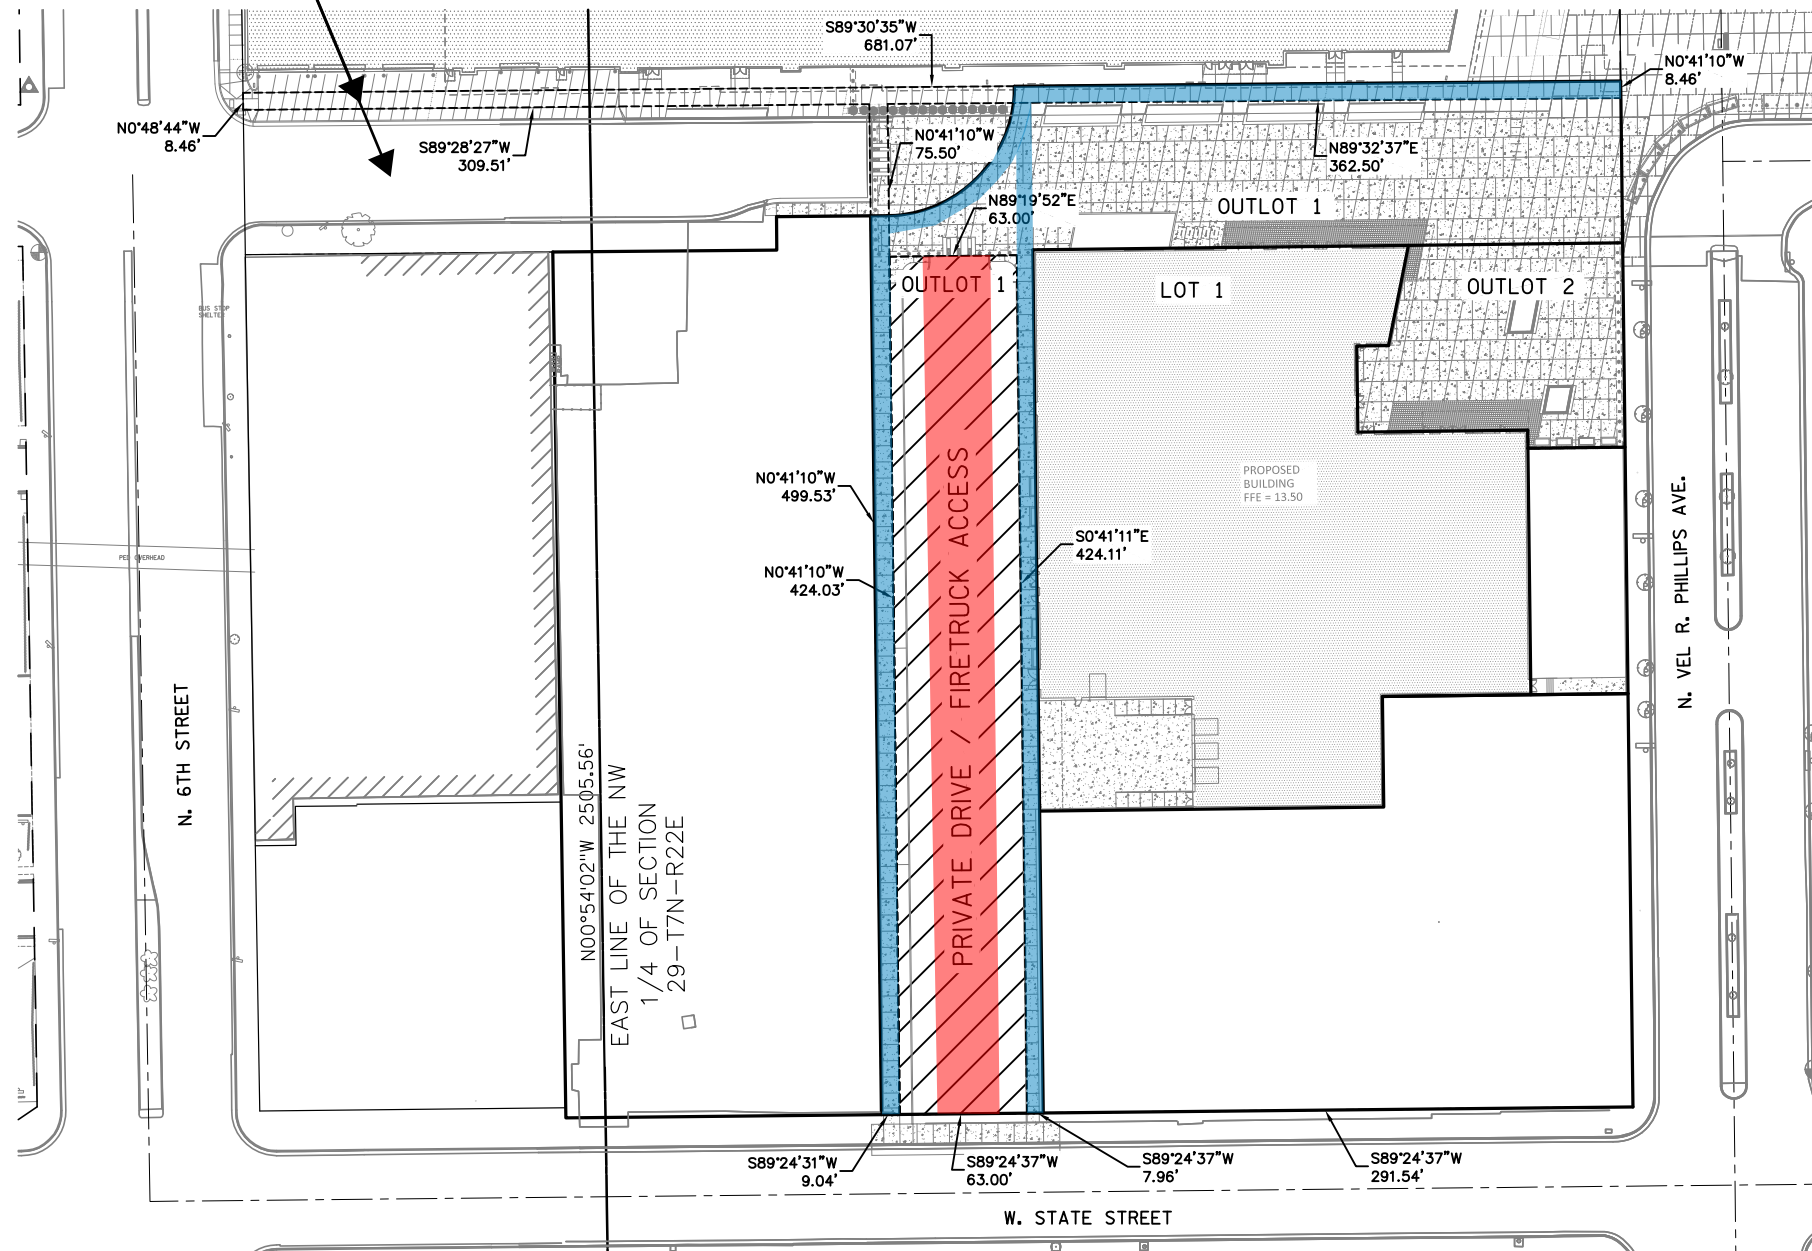 S89°30'35"W
681.07'
N0°41'10"W
8.46'
N0°48'44"W
8.46'
S89°28'27"W
309.51'
N0°41'10"W
75.50'
N89°32'37"E
362.50'
N89°19'52"E
63.00'
OUTLOT 1
OUTLOT 1
LOT 1
OUTLOT 2
BUS STOP
SHELTER
PROPOSED
BUILDING
FFE = 13.50
N0°41'10"W
499.53'
N0°41'10"W
424.03'
S0°41'11"E
424.11'
PED OVERHEAD
PRIVATE DRIVE / FIRETRUCK ACCESS
N. 6TH STREET
N. VEL R. PHILLIPS AVE.
N00°54'02"W 2505.56'
EAST LINE OF THE NW
1/4 OF SECTION
29-T7N-R22E
S89°24'31"W
9.04'
S89°24'37"W
63.00'
S89°24'37"W
7.96'
S89°24'37"W
291.54'
W. STATE STREET